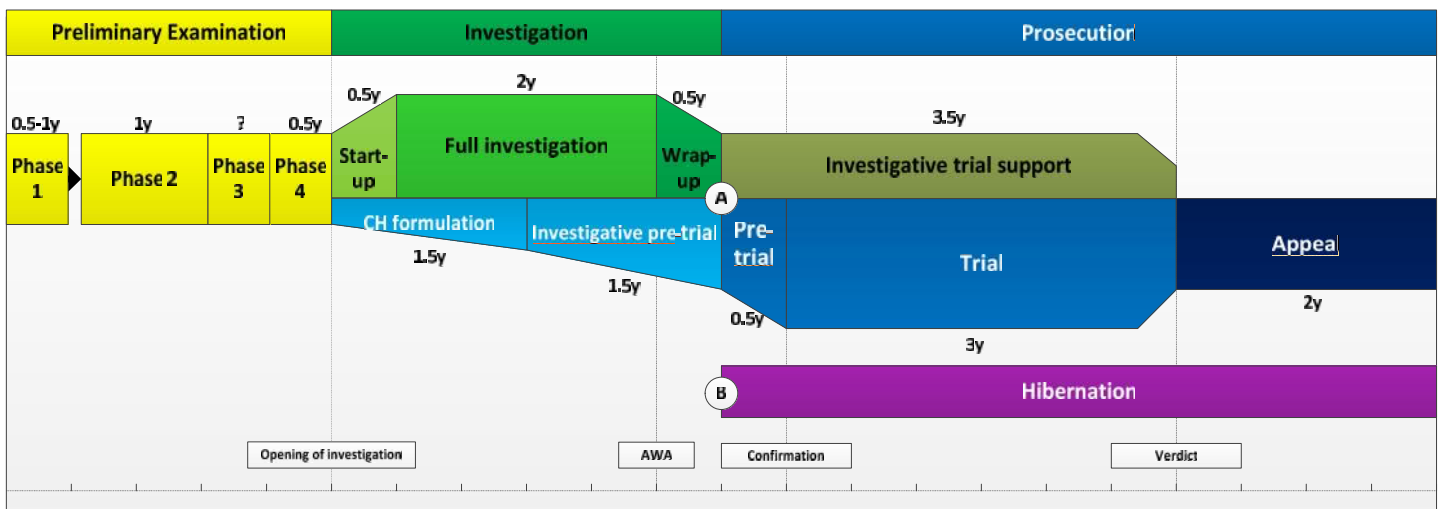 Preliminary Examination
Investigation
Prosecution
0.5-1y
1y
?
0.5y
0.5y
2y
0.5y
3.5y
Phase
1
Phase 2
Phase
3
Phase
4
Start-
up
Full investigation
Wrap-
up
Investigative trial support
A
CH formulation
Investigative pre-trial
Pre-
trial
Trial
Appeal
1.5y
1.5y
0.5y
3y
2y
B
Hibernation
Opening of investigation
AWA
Confirmation
Verdict